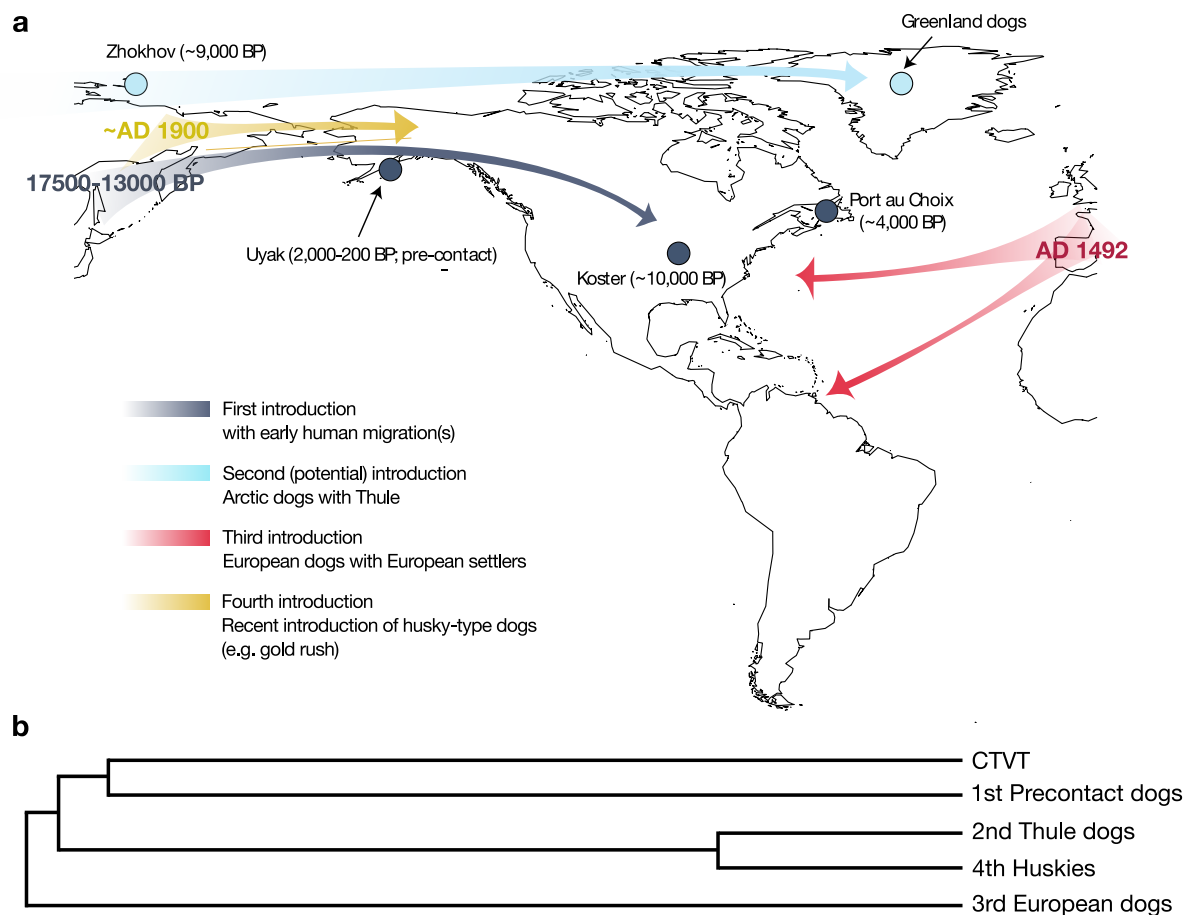 a
Greenland dogs
Zhokhov (~9,000 BP)
~AD 1900
17500-13000 BP
Port au Choix
(~4,000 BP)
Uyak (2,000-200 BP; pre-contact)
AD 1492
Koster (~10,000 BP)
First introduction
with early human migration(s)
Second (potential) introduction
Arctic dogs with Thule
Third introduction
European dogs with European settlers
Fourth introduction
Recent introduction of husky-type dogs
(e.g. gold rush)
b
CTVT
1st Precontact dogs
2nd Thule dogs
4th Huskies
3rd European dogs